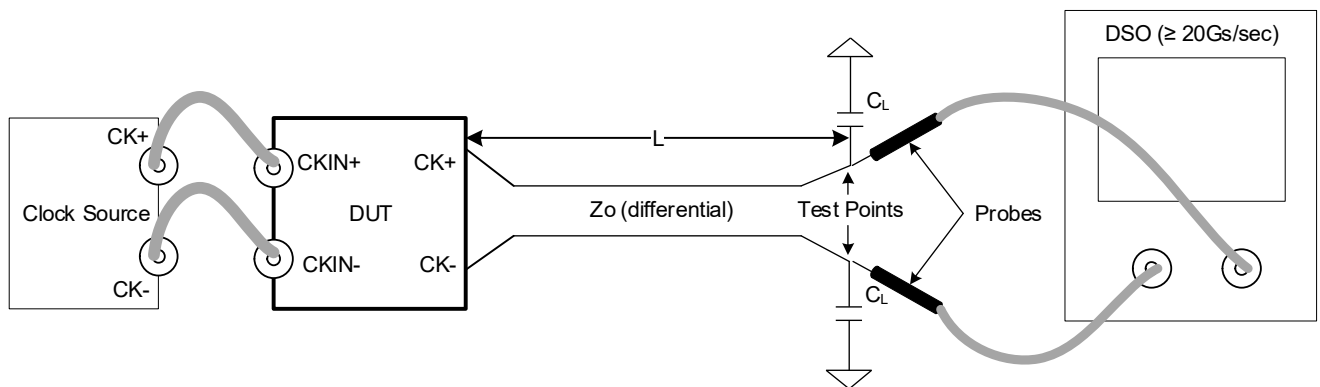 DSO (≥ 20Gs/sec)
CL
CK+
L
CKIN+
CK+
Clock Source
DUT
Zo (differential)
Test Points
Probes
CKIN-
CK-
CK-
CL